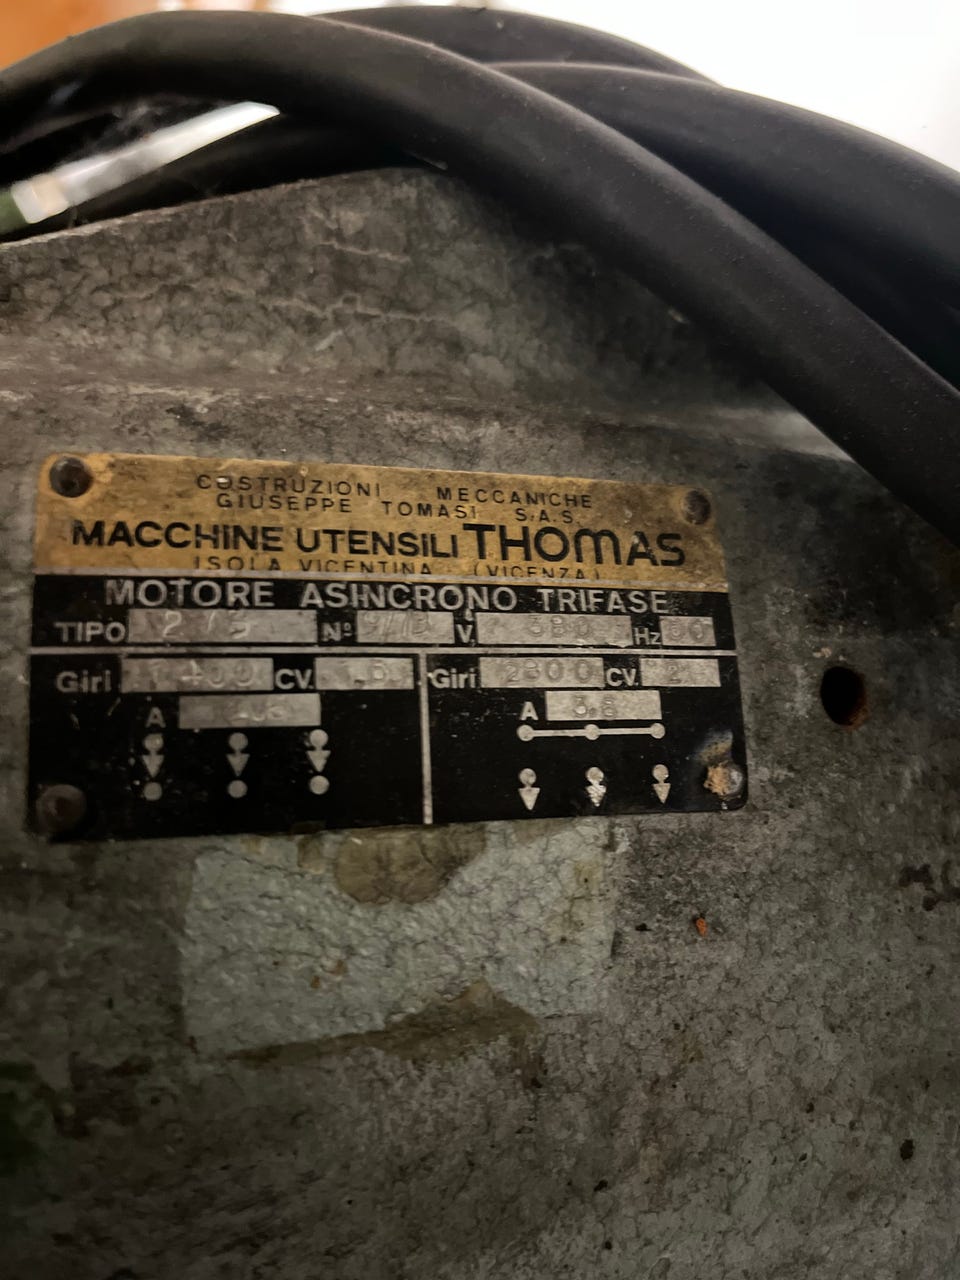 COSTRUZIONI MECCANICHE
GIUSEPPE TOMASI S.A.S.
MACCHINE UTENSILI THOMAS
ISOLA VICENTINA (VICENZA)
MOTORE ASINCRONO TRIFASE
TIPO Nº V. 380 Hz
Giri 1400 CV. Giri 2800 CV. 2
A A 3,8